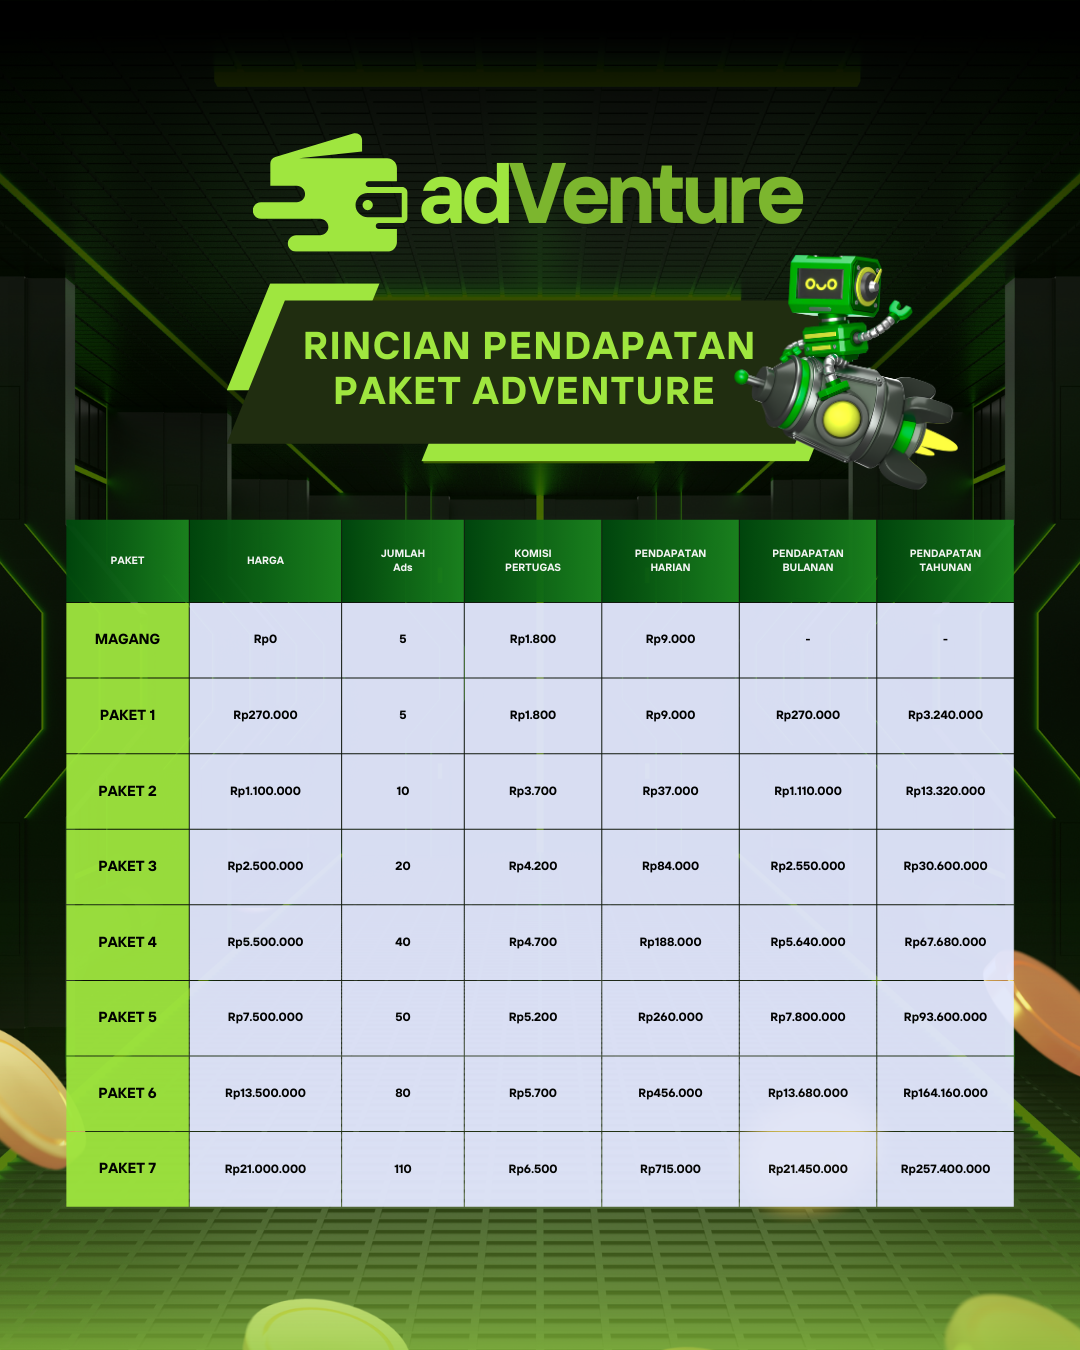 adVenture
RINCIAN PENDAPATAN
PAKET ADVENTURE
PAKET HARGA JUMLAH Ads KOMISI PERTUGAS PENDAPATAN HARIAN PENDAPATAN BULANAN PENDAPATAN TAHUNAN
MAGANG Rp0 5 Rp1.800 Rp9.000 - -
PAKET 1 Rp270.000 5 Rp1.800 Rp9.000 Rp270.000 Rp3.240.000
PAKET 2 Rp1.100.000 10 Rp3.700 Rp37.000 Rp1.110.000 Rp13.320.000
PAKET 3 Rp2.500.000 20 Rp4.200 Rp84.000 Rp2.550.000 Rp30.600.000
PAKET 4 Rp5.500.000 40 Rp4.700 Rp188.000 Rp5.640.000 Rp67.680.000
PAKET 5 Rp7.500.000 50 Rp5.200 Rp260.000 Rp7.800.000 Rp93.600.000
PAKET 6 Rp13.500.000 80 Rp5.700 Rp456.000 Rp13.680.000 Rp164.160.000
PAKET 7 Rp21.000.000 110 Rp6.500 Rp715.000 Rp21.450.000 Rp257.400.000